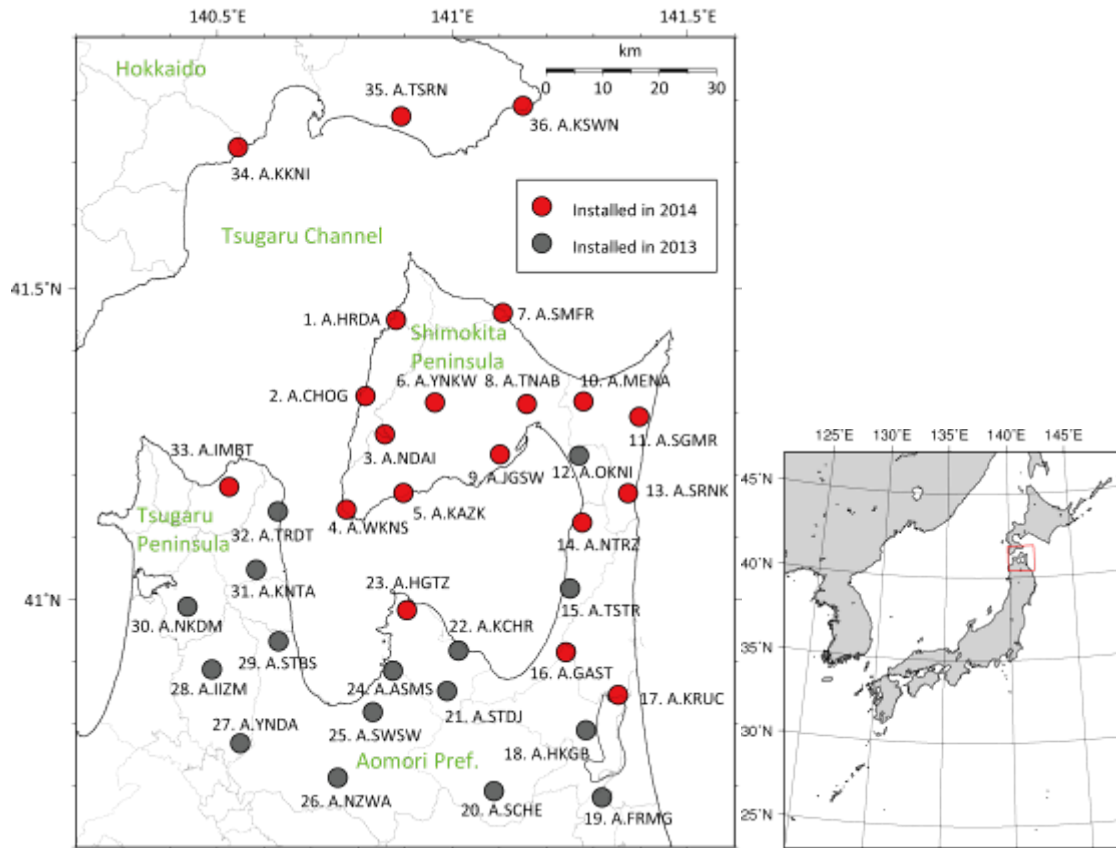 140.5°E
141°E
141.5°E
Hokkaido
km
0
10
20
30
35. A.TSRN
36. A.KSWN
34. A.KKNI
Installed in 2014
Installed in 2013
Tsugaru Channel
41.5°N
1. A.HRDA
7. A.SMFR
Shimokita
Peninsula
6. A.YNKW
8. A.TNAB
10. A.MENA
2. A.CHOG
11. A.SGMR
3. A.NDAI
33. A.IMBT
9. A.JGSW
12. A.OKNI
13. A.SRNK
5. A.KAZK
4. A.WKNS
Tsugaru
Peninsula
32. A.TRDT
14. A.NTRZ
31. A.KNTA
23. A.HGTZ
41°N
15. A.TSTR
30. A.NKDM
22. A.KCHR
29. A.STBS
16. A.GAST
28. A.IIZM
24. A.ASMS
17. A.KRUC
21. A.STDJ
27. A.YNDA
25. A.SWSW
18. A.HKGB
Aomori Pref.
26. A.NZWA
20. A.SCHE
19. A.FRMG
125°E
130°E
135°E
140°E
145°E
45°N
40°N
35°N
30°N
25°N